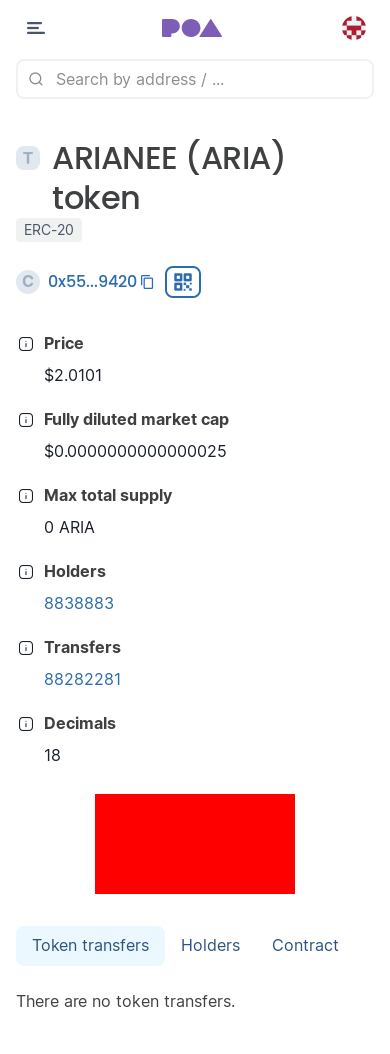 POA
Search by address / ...
T ARIANEE (ARIA)
token
ERC-20
C 0x55...9420
Price
$2.0101
Fully diluted market cap
$0.0000000000000025
Max total supply
0 ARIA
Holders
8838883
Transfers
88282281
Decimals
18
Token transfers Holders Contract
There are no token transfers.